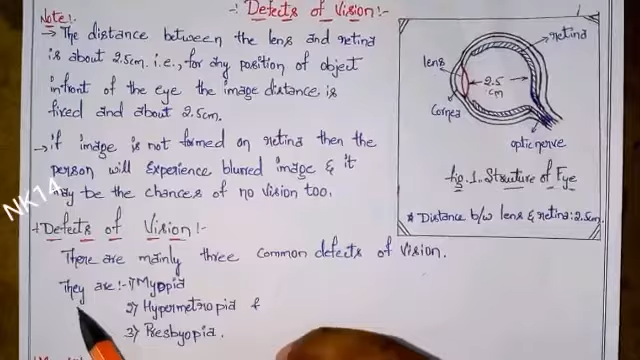 -: Defects of Vision :-
Note:-
→ The distance between the lens and retina
is about 2.5cm. i.e., for any position of object
infront of the eye the image distance is
fixed and about 2.5cm.
→ if image is not formed on retina then the
person will Experience blurred image & it
may be the chances of no vision too.
retina
lens
2.5
cm
Cornea
optic nerve
fig. 1. Struture of Eye
* Distance b/w lens & retina: 2.5cm.
NK14
* Defects of Vision :-
There are mainly three common defects of vision.
They are :- 1) Myopia
2) Hypermetropia &
3) Presbyopia.